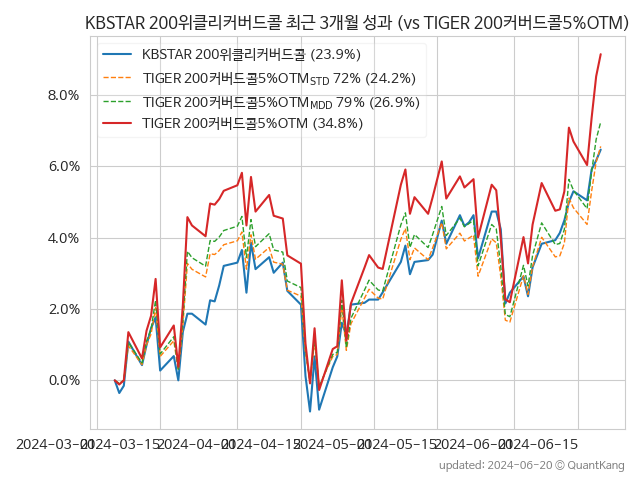 KBSTAR 200위클리커버드콜 최근 3개월 성과 (vs TIGER 200커버드콜5%OTM)
KBSTAR 200위클리커버드콜 (23.9%)
TIGER 200커버드콜5%OTM STD 72% (24.2%)
TIGER 200커버드콜5%OTM MDD 79% (26.9%)
TIGER 200커버드콜5%OTM (34.8%)
8.0%
6.0%
4.0%
2.0%
0.0%
2024-03-01 2024-03-15 2024-04-01 2024-04-15 2024-05-01 2024-05-15 2024-06-01 2024-06-15
updated: 2024-06-20 © QuantKang